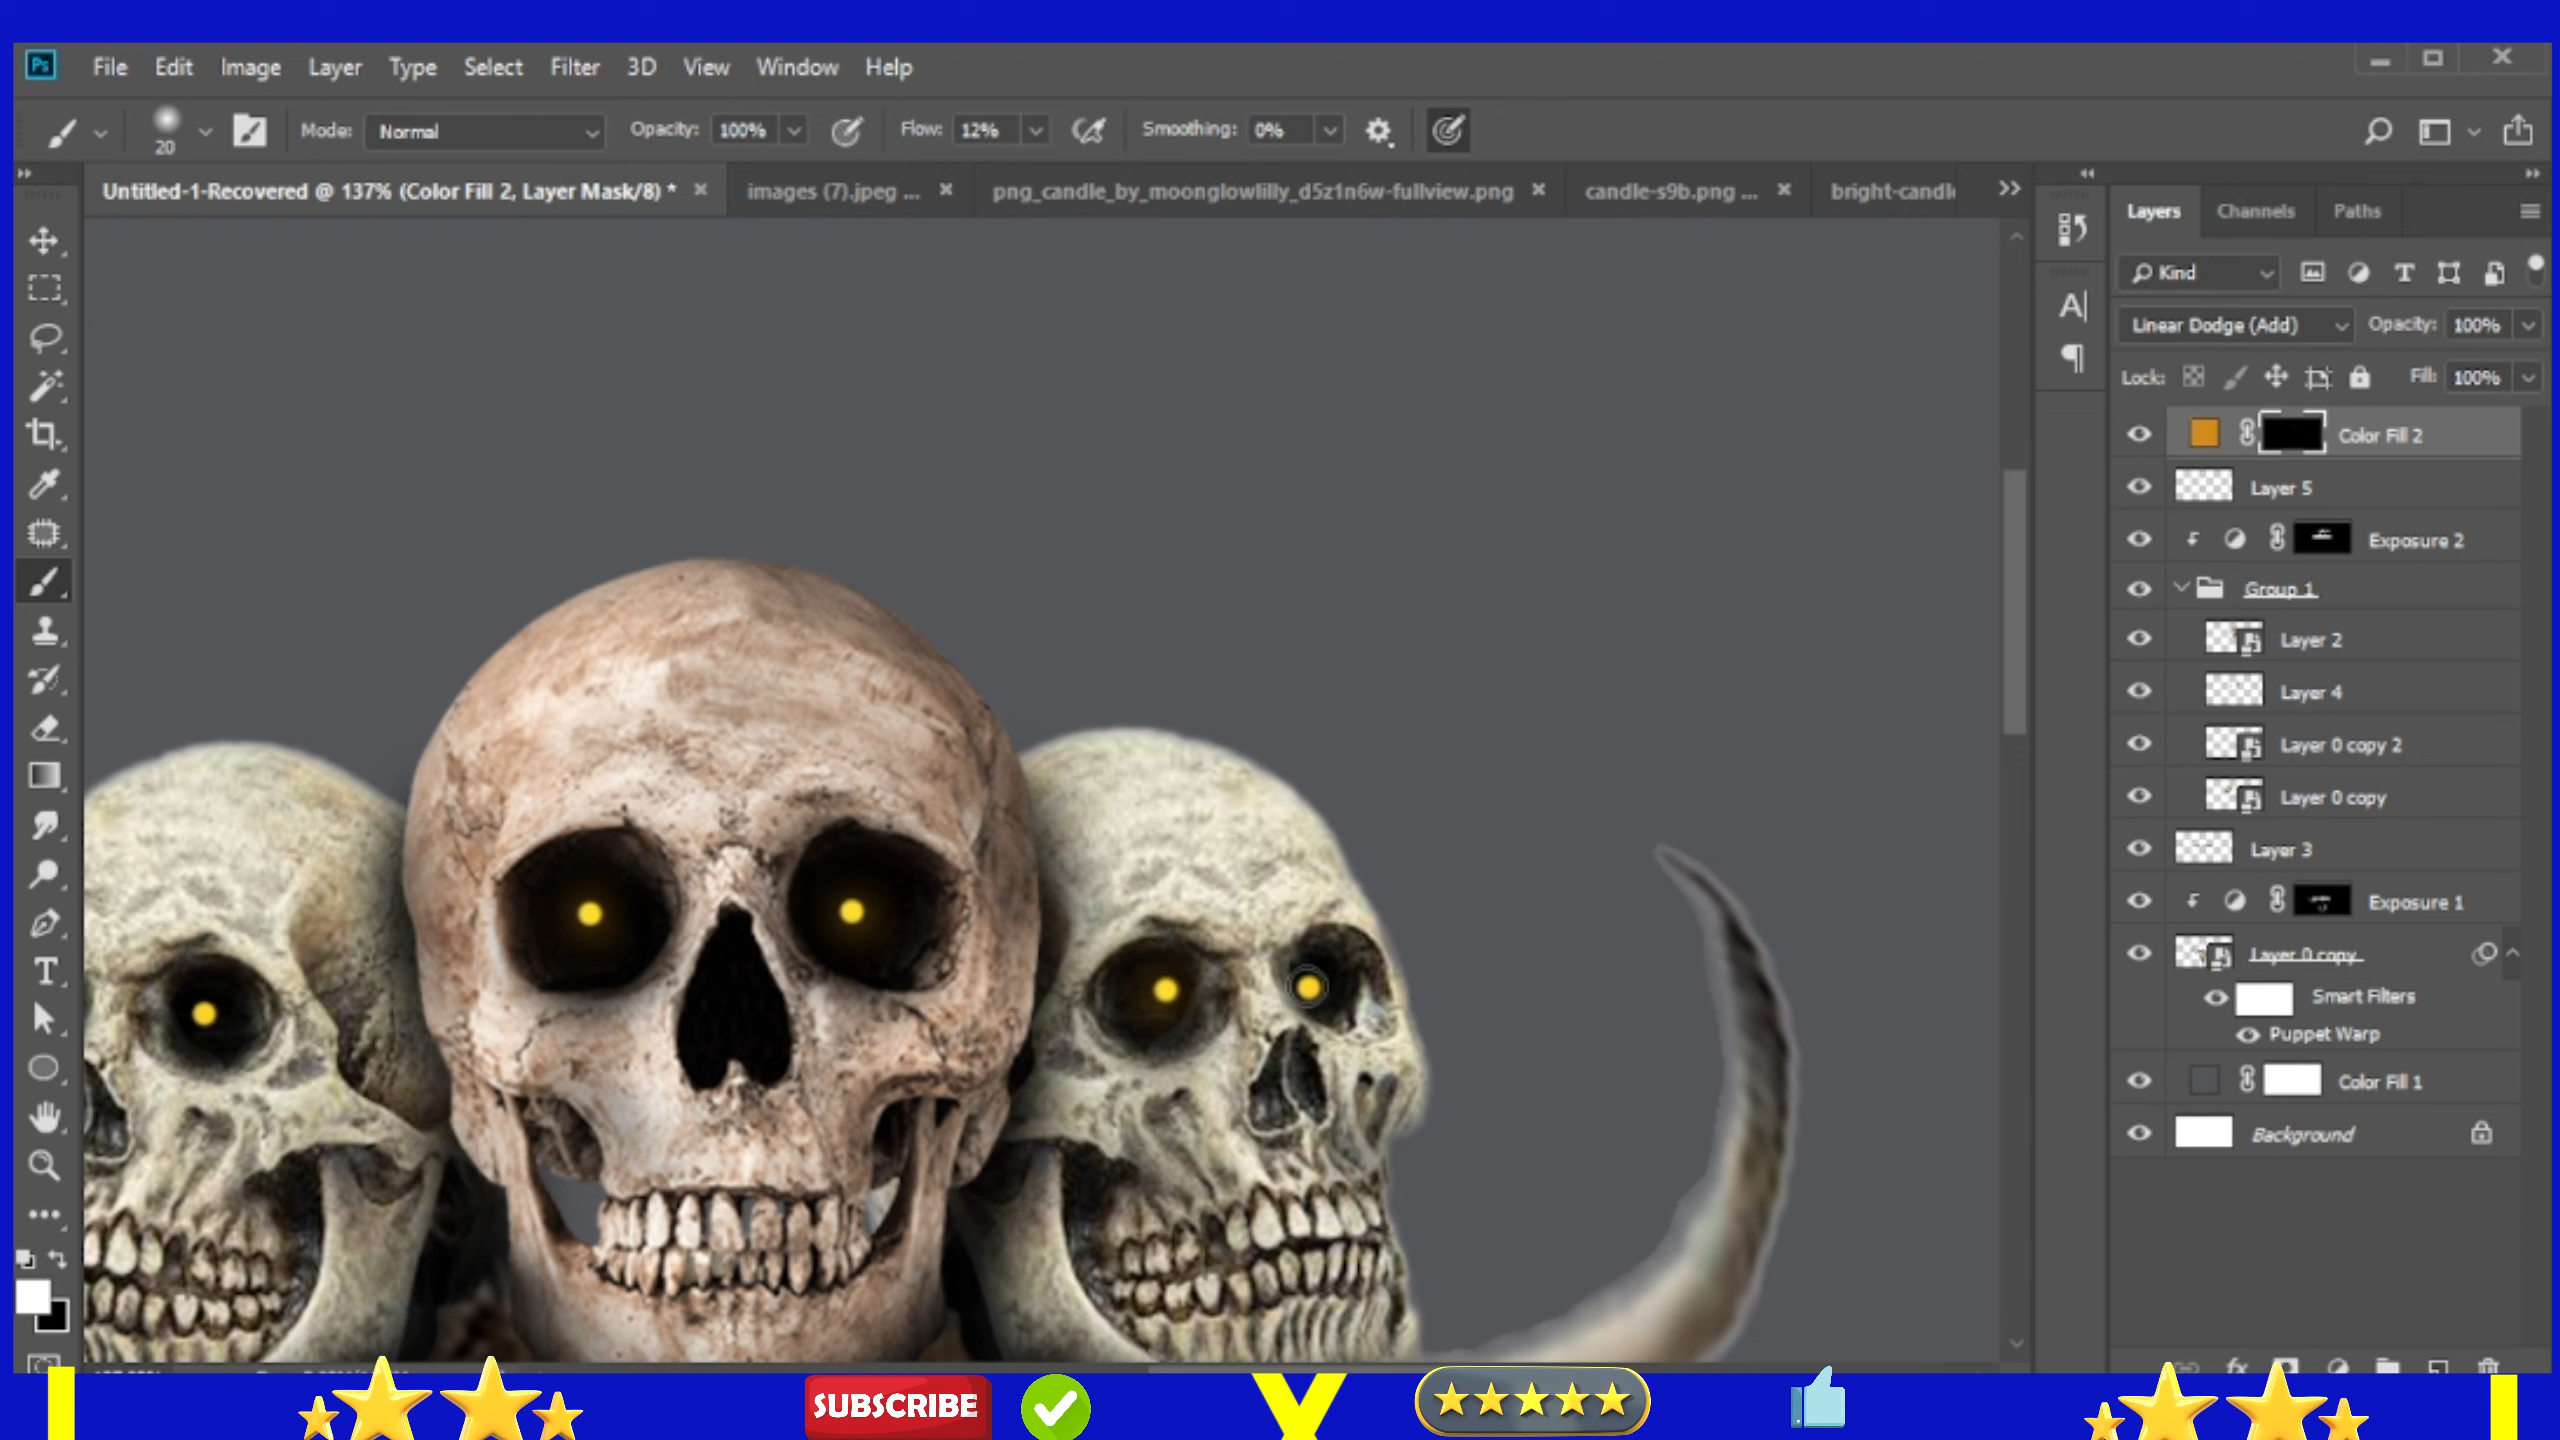 Ps File Edit Image Layer Type Select Filter 3D View Window Help
20 Mode: Normal Opacity: 100% Flow: 12% Smoothing: 0%
Untitled-1-Recovered @ 137% (Color Fill 2, Layer Mask/8) * images (7).jpeg ... png_candle_by_moonglowlilly_d5z1n6w-fullview.png candle-s9b.png ... bright-candle
Layers Channels Paths
Kind
Linear Dodge (Add) Opacity: 100%
Lock: Fill: 100%
Color Fill 2
Layer 5
Exposure 2
Group 1
Layer 2
Layer 4
Layer 0 copy 2
Layer 0 copy
Layer 3
Exposure 1
Layer 0 copy
Smart Filters
Puppet Warp
Color Fill 1
Background
SUBSCRIBE